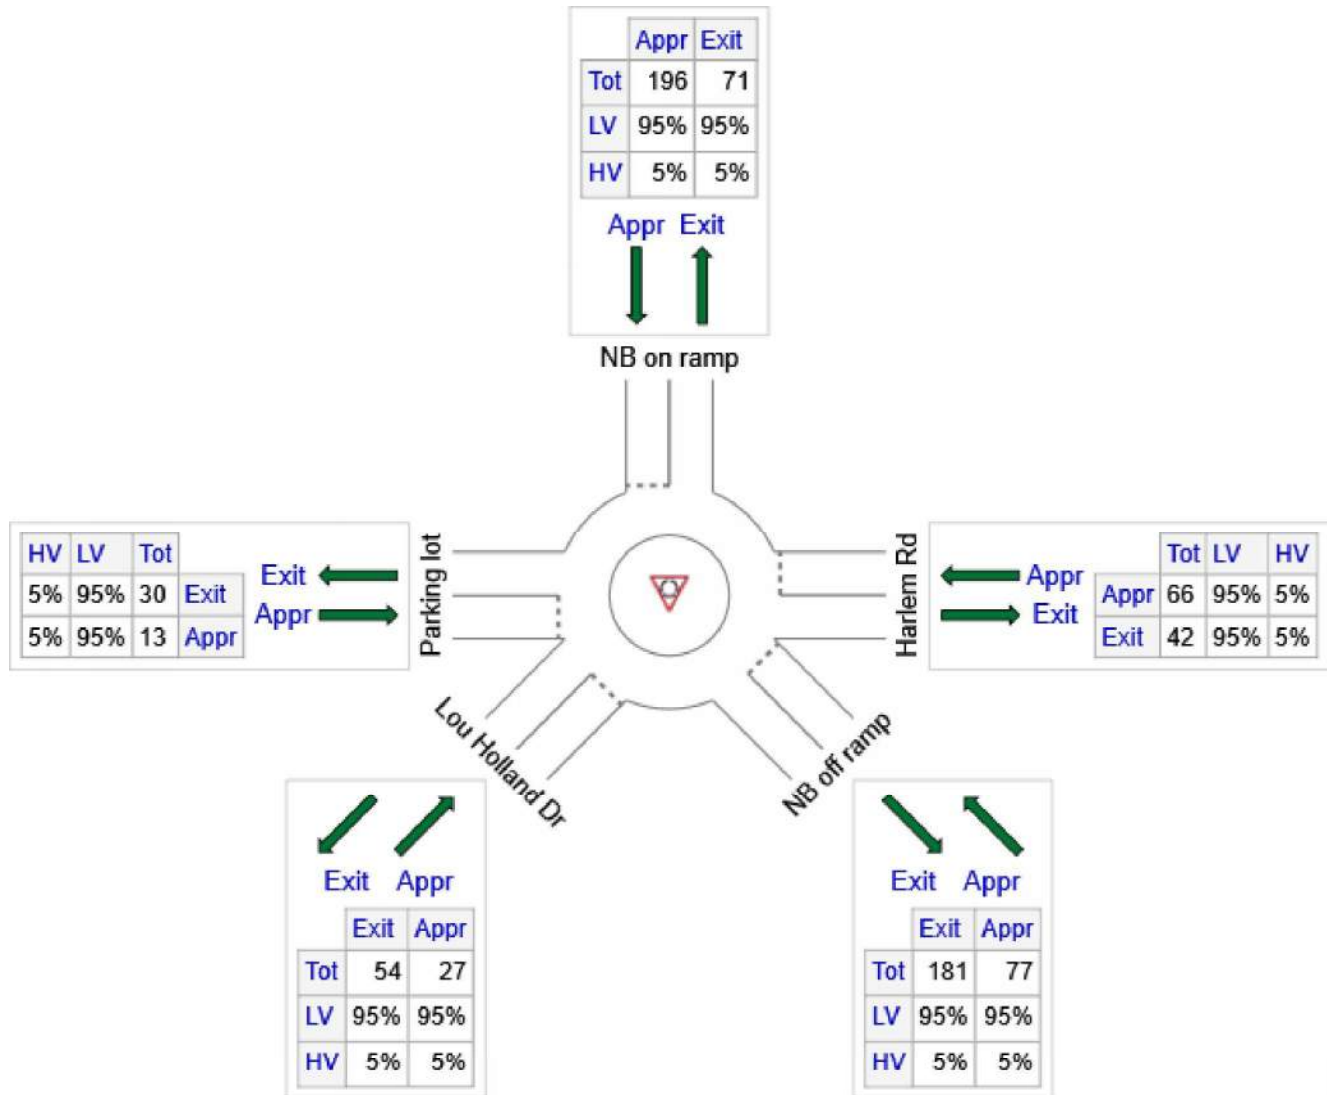 Appr Exit
Tot 196 71
LV 95% 95%
HV 5% 5%
Appr Exit
NB on ramp
HV LV Tot
5% 95% 30 Exit
5% 95% 13 Appr
Exit
Appr
Parking lot
Harlem Rd
Appr
Exit
Tot LV HV
Appr 66 95% 5%
Exit 42 95% 5%
Lou Holland Dr
NB off ramp
Exit Appr
Exit Appr
Tot 54 27
LV 95% 95%
HV 5% 5%
Exit Appr
Exit Appr
Tot 181 77
LV 95% 95%
HV 5% 5%